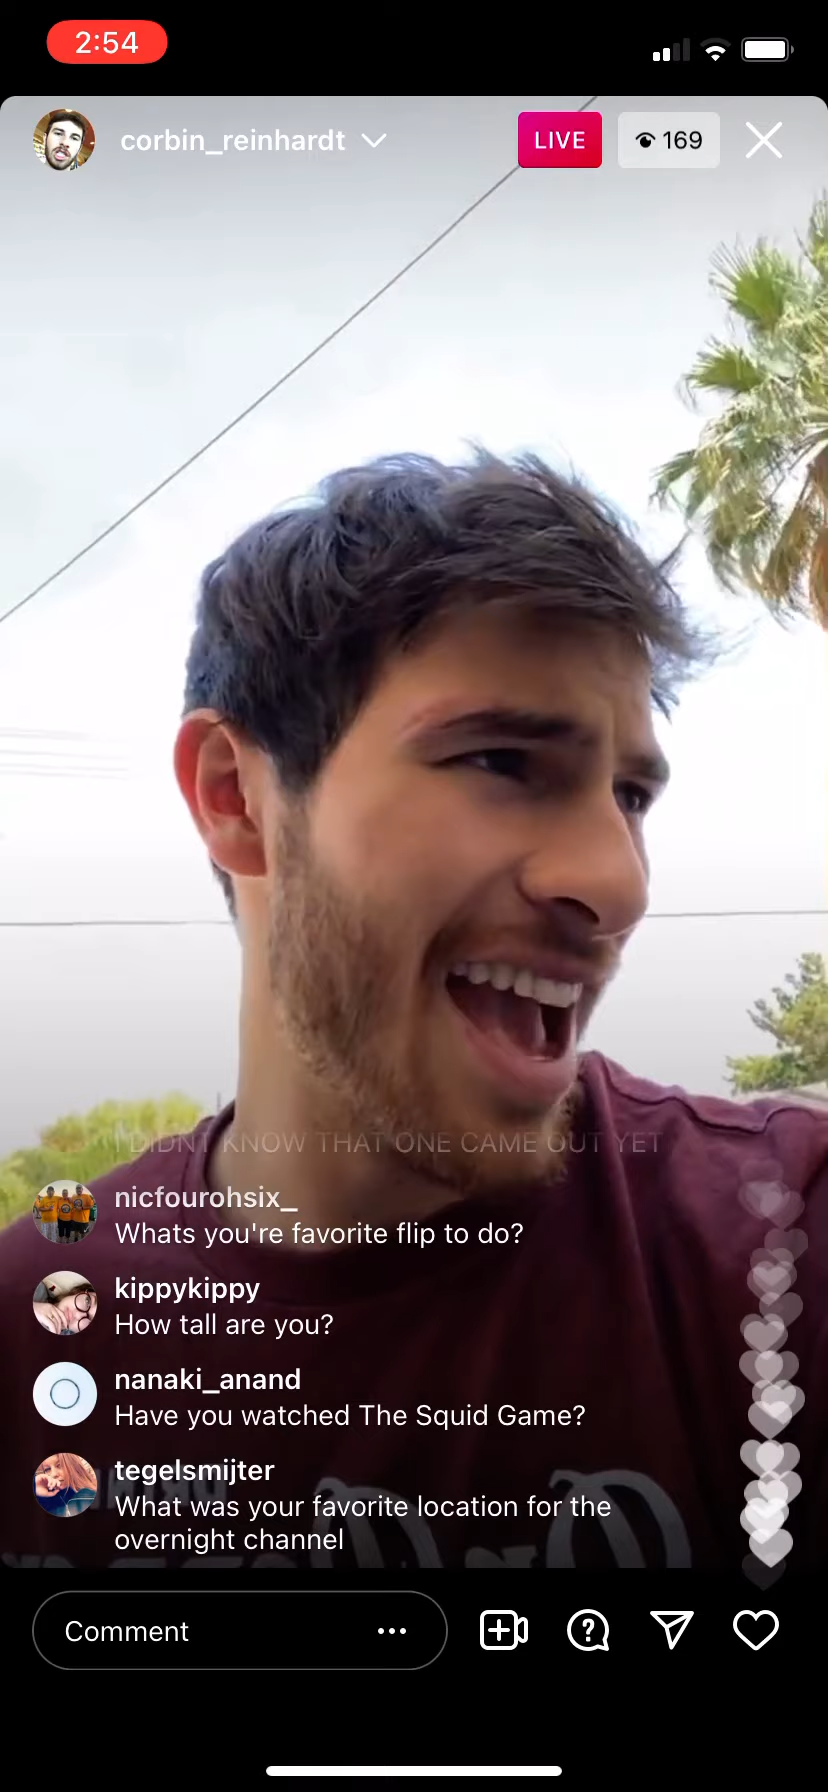 2:54
corbin_reinhardt
LIVE
169
I DIDNT KNOW THAT ONE CAME OUT YET
nicfourohsix_
Whats you're favorite flip to do?
kippykippy
How tall are you?
nanaki_anand
Have you watched The Squid Game?
tegelsmijter
What was your favorite location for the
overnight channel
Comment